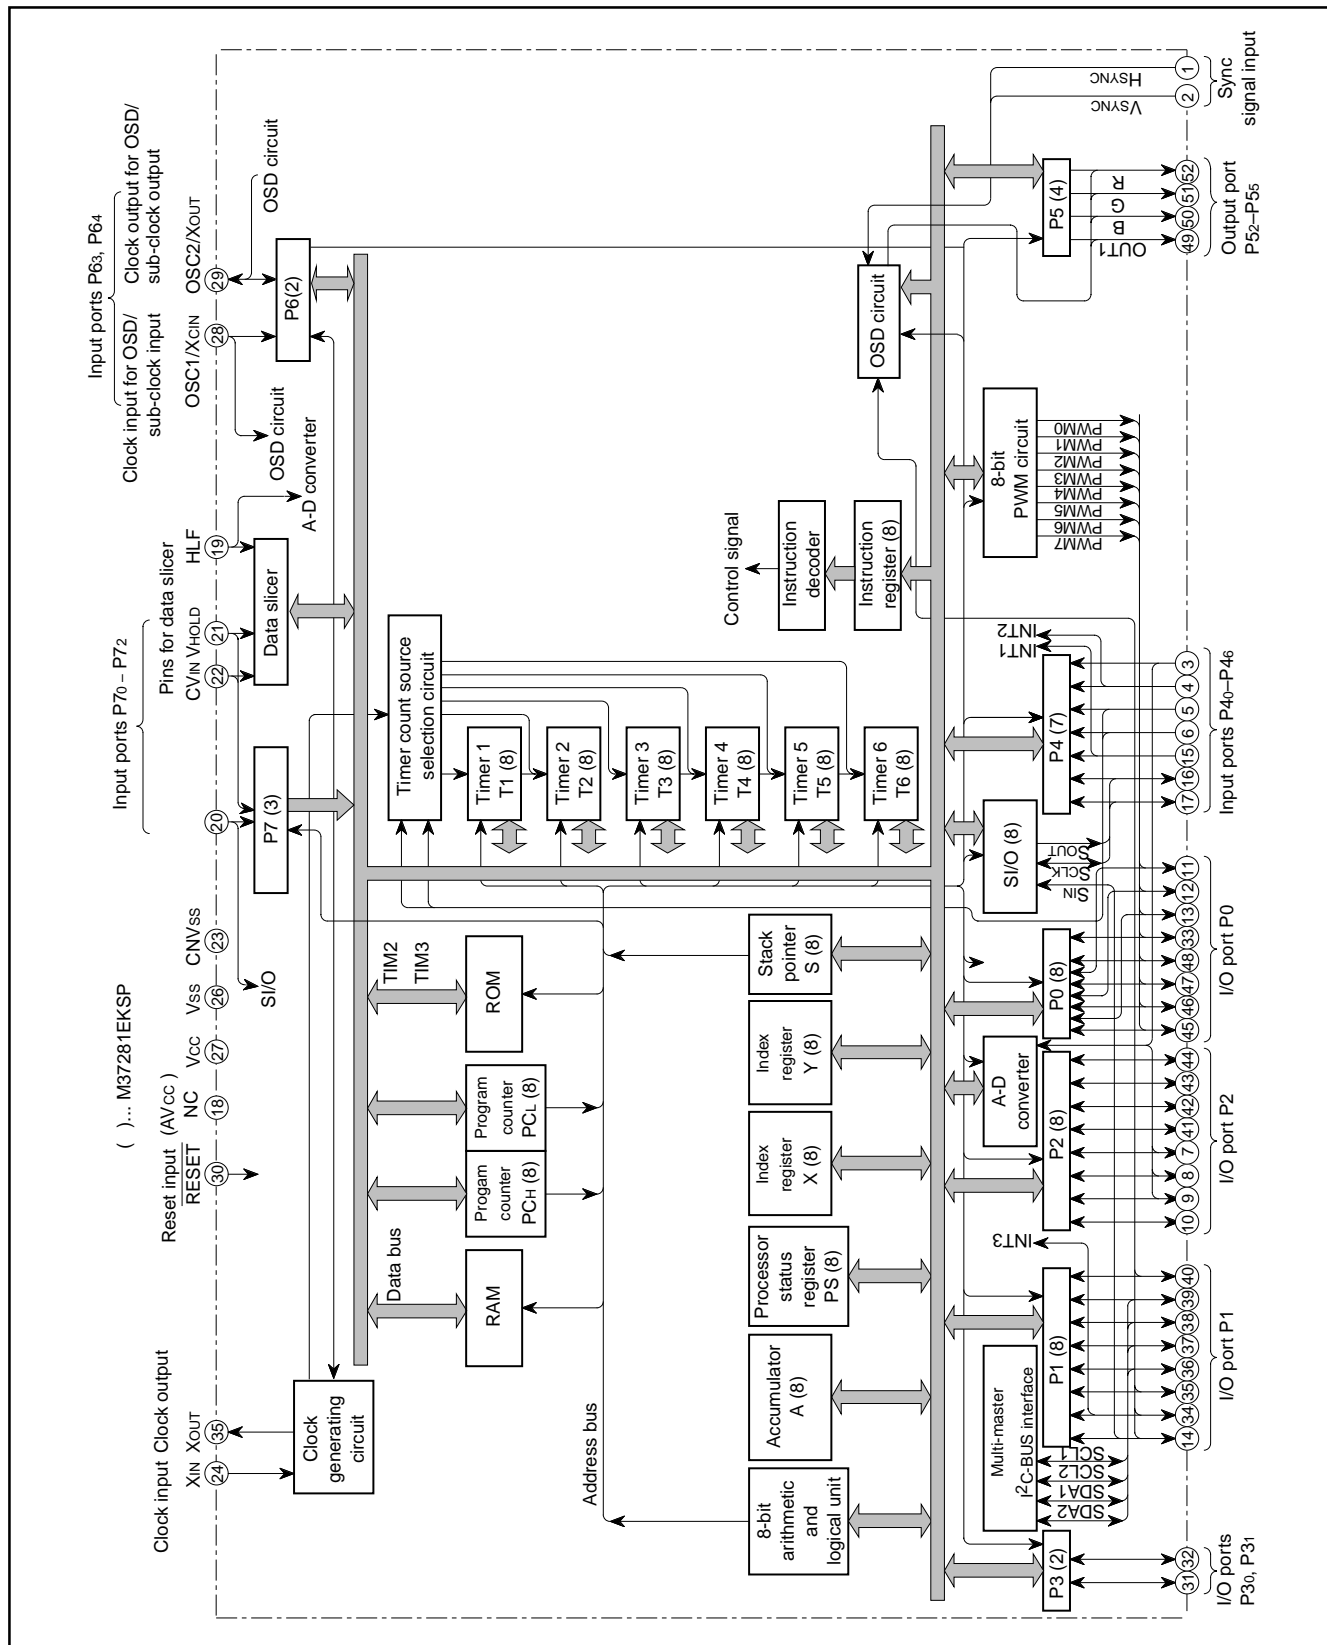 ( )... M37281EKSP
Clock input Clock output
XIN XOUT
24
35
Reset input
RESET
30
(AVCC )
NC
18
VCC
27
VSS
26
CNVSS
23
Input ports P70 – P72
20
Pins for data slicer
CVIN VHOLD
22
21
HLF
19
Input ports P63, P64
Clock input for OSD/
sub-clock input
OSC1/XCIN
28
Clock output for OSD/
sub-clock output
OSC2/XOUT
29
SI/O
A-D converter
OSD circuit
OSD circuit
Clock
generating
circuit
P7 (3)
Data slicer
P6(2)
Data bus
TIM2
TIM3
RAM
Progam
counter
PCH (8)
Program
counter
PCL (8)
ROM
Timer count source
selection circuit
Timer 1
T1 (8)
Timer 2
T2 (8)
Timer 3
T3 (8)
Timer 4
T4 (8)
Timer 5
T5 (8)
Timer 6
T6 (8)
Address bus
8-bit
arithmetic
and
logical unit
Accumulator
A (8)
Processor
status
register
PS (8)
Index
register
X (8)
Index
register
Y (8)
Stack
pointer
S (8)
Control signal
Instruction
decoder
Instruction
register (8)
OSD circuit
Multi-master
I2C-BUS interface
SDA2
SDA1
SCL2
SCL1
INT3
A-D
converter
SI/O (8)
SIN
SCLK
SOUT
INT1
INT2
8-bit
PWM circuit
PWM7
PWM6
PWM5
PWM4
PWM3
PWM2
PWM1
PWM0
P3 (2)
P1 (8)
P2 (8)
P0 (8)
P4 (7)
P5 (4)
OUT1
B
G
R
VSYNC
HSYNC
31
32
14
34
35
36
37
38
39
40
10
9
8
7
41
42
43
44
45
46
47
48
33
13
12
11
17
16
15
6
5
4
3
49
50
51
52
2
1
I/O ports
P30, P31
I/O port P1
I/O port P2
I/O port P0
Input ports P40–P46
Output port
P52–P55
Sync
signal input